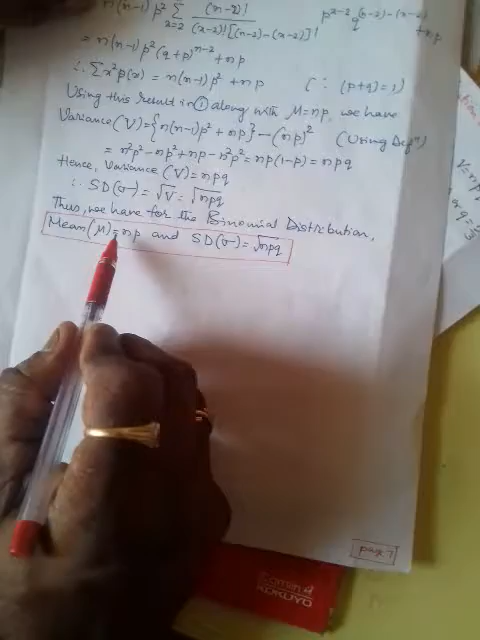 n(n-1) p² Σ x=2 (n-2)! / (x-2)! [(n-2)-(x-2)]! p^(x-2) q^((n-2)-(x-2)) + np
= n(n-1) p² (q+p)^(n-2) + np
∴ Σx²p(x) = n(n-1) p² + np (∵ (p+q)=1)
Using this result in ① along with M=np, we have
Variance (V) = {n(n-1)p² + np} - (np)² (Using Defⁿ)
= n²p² - np² + np - n²p² = np(1-p) = npq
Hence, Variance (V) = npq
∴ SD(σ) = √V = √npq
Thus, we have for the Binomial Distribution,
Mean(M) = np and SD(σ) = √npq
page 7
KOKUYO